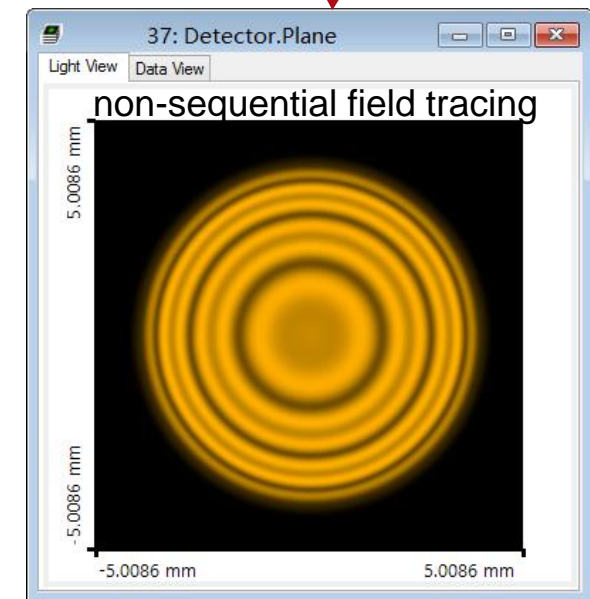 37: Detector.Plane
Light View Data View
non-sequential field tracing
5.0086 mm
-5.0086 mm
-5.0086 mm 5.0086 mm